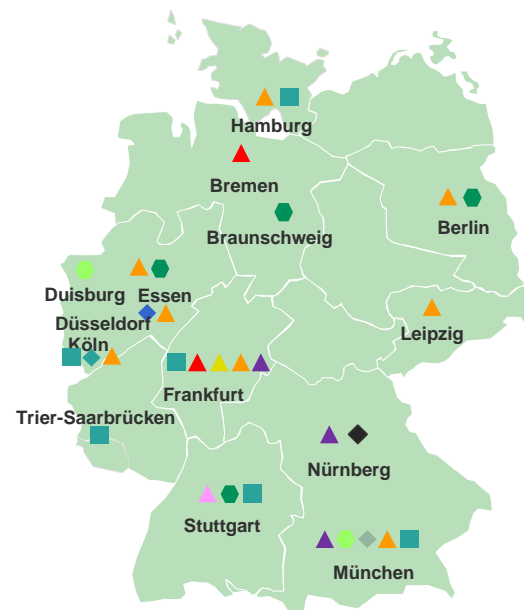 Hamburg
Bremen
Braunschweig
Berlin
Duisburg
Essen
Düsseldorf
Köln
Leipzig
Frankfurt
Trier-Saarbrücken
Nürnberg
Stuttgart
München